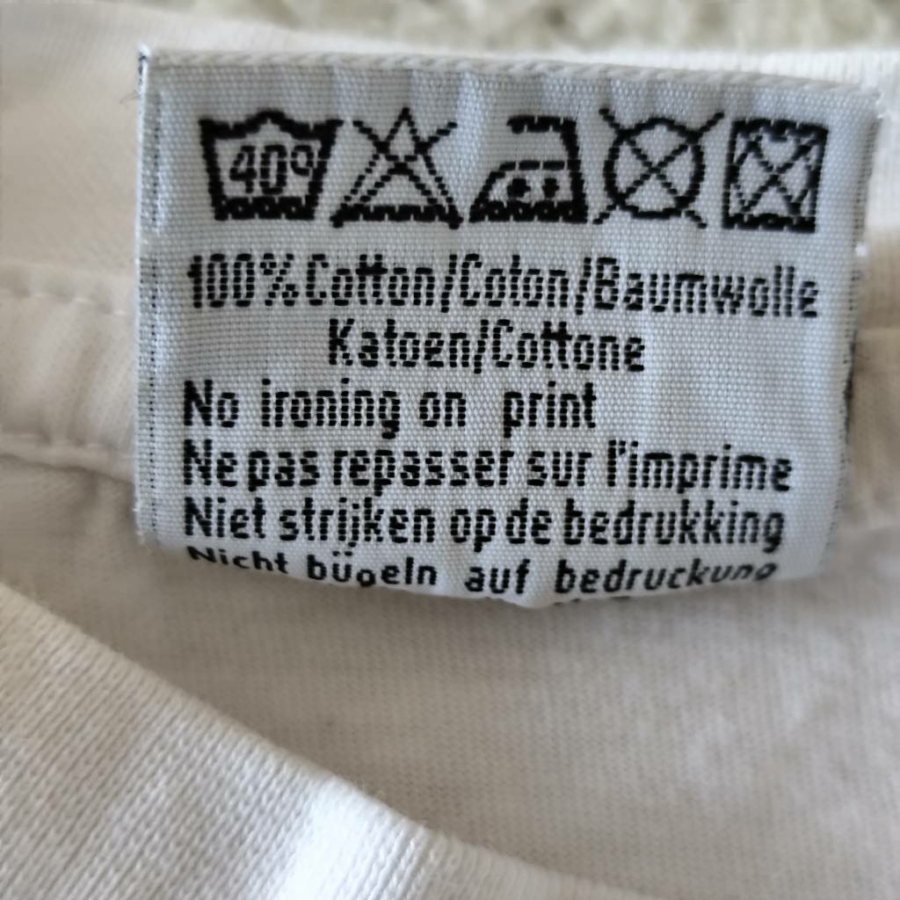 40º
100% Cotton/Coton/Baumwolle
Katoen/Cottone
No ironing on print
Ne pas repasser sur l'imprime
Niet strijken op de bedrukking
Nicht bügeln auf bedruckung